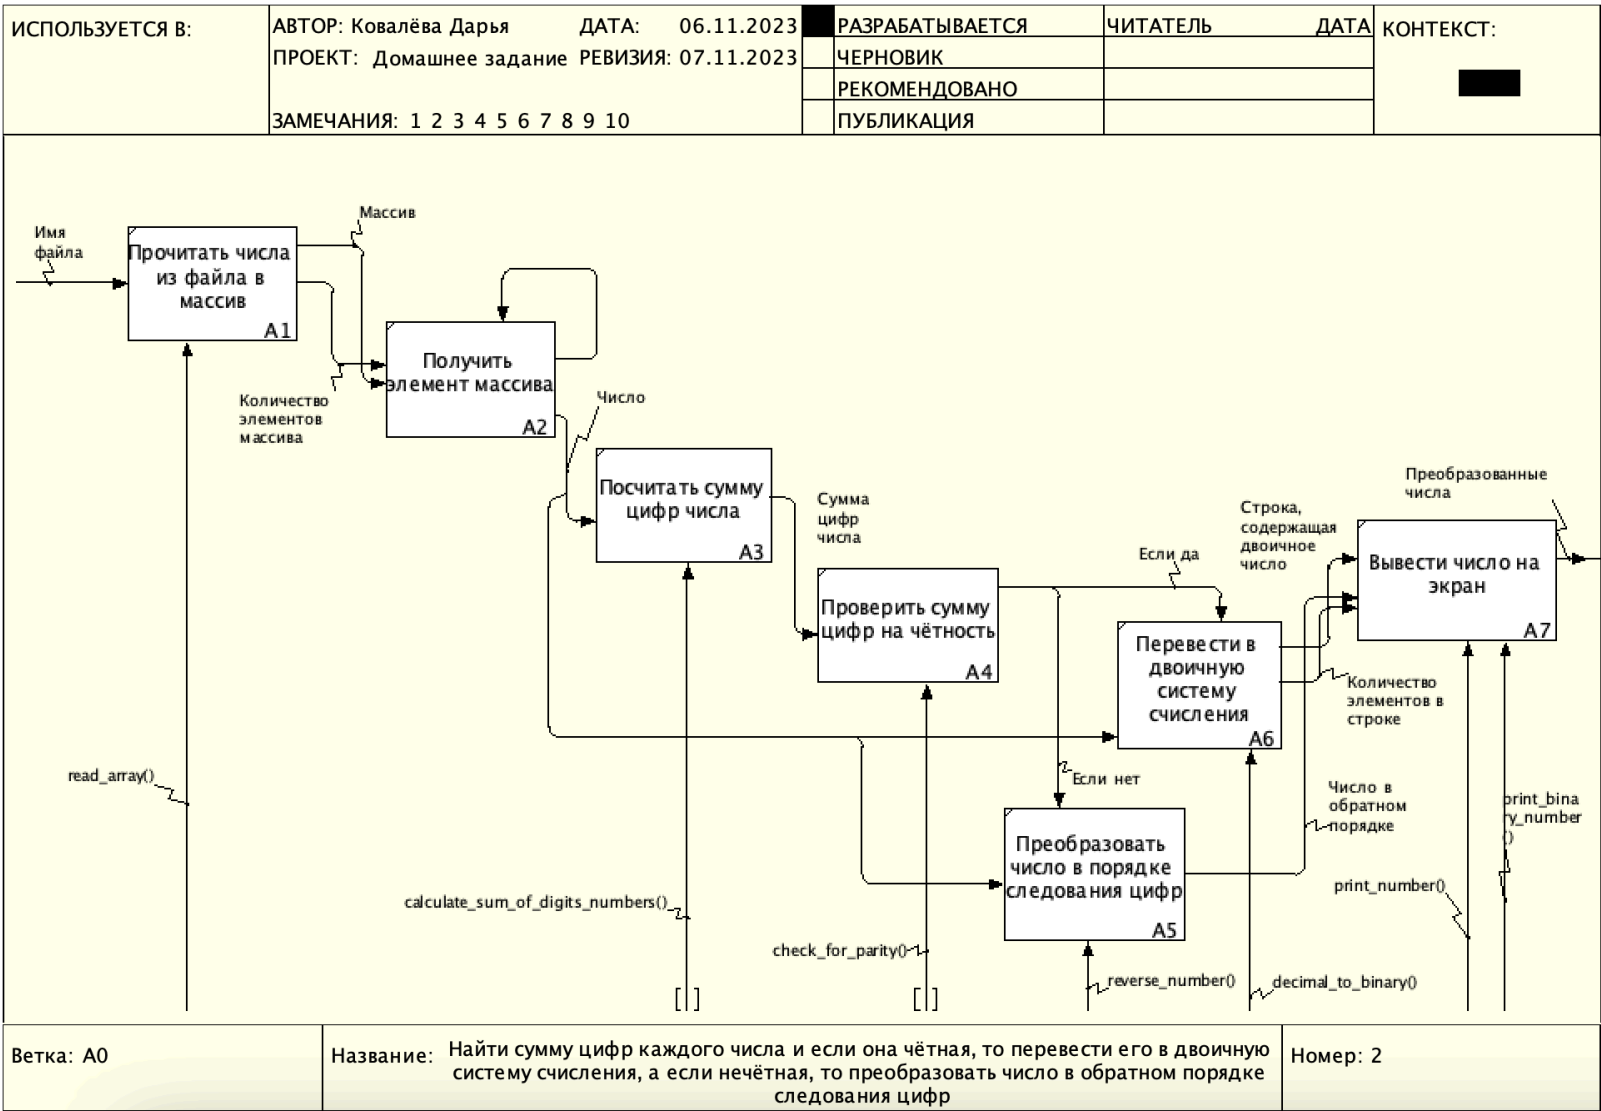 ИСПОЛЬЗУЕТСЯ В:
АВТОР: Ковалёва Дарья
ДАТА: 06.11.2023
ПРОЕКТ: Домашнее задание
РЕВИЗИЯ: 07.11.2023
ЗАМЕЧАНИЯ: 1 2 3 4 5 6 7 8 9 10
РАЗРАБАТЫВАЕТСЯ
ЧЕРНОВИК
РЕКОМЕНДОВАНО
ПУБЛИКАЦИЯ
ЧИТАТЕЛЬ
ДАТА
КОНТЕКСТ:
Имя
файла
Прочитать числа
из файла в
массив
A1
Массив
Количество
элементов
массива
Получить
элемент массива
A2
Число
Посчитать сумму
цифр числа
A3
Сумма
цифр
числа
Проверить сумму
цифр на чётность
A4
Если да
Если нет
Перевести в
двоичную
систему
счисления
A6
Преобразовать
число в порядке
следования цифр
A5
Строка,
содержащая
двоичное
число
Преобразованные
числа
Вывести число на
экран
A7
Количество
элементов в
строке
Число в
обратном
порядке
read_array()
calculate_sum_of_digits_numbers()
check_for_parity()
reverse_number()
decimal_to_binary()
print_number()
print_bina
ry_number
()
[ ]
[ ]
Ветка: A0
Название:
Найти сумму цифр каждого числа и если она чётная, то перевести его в двоичную
систему счисления, а если нечётная, то преобразовать число в обратном порядке
следования цифр
Номер: 2